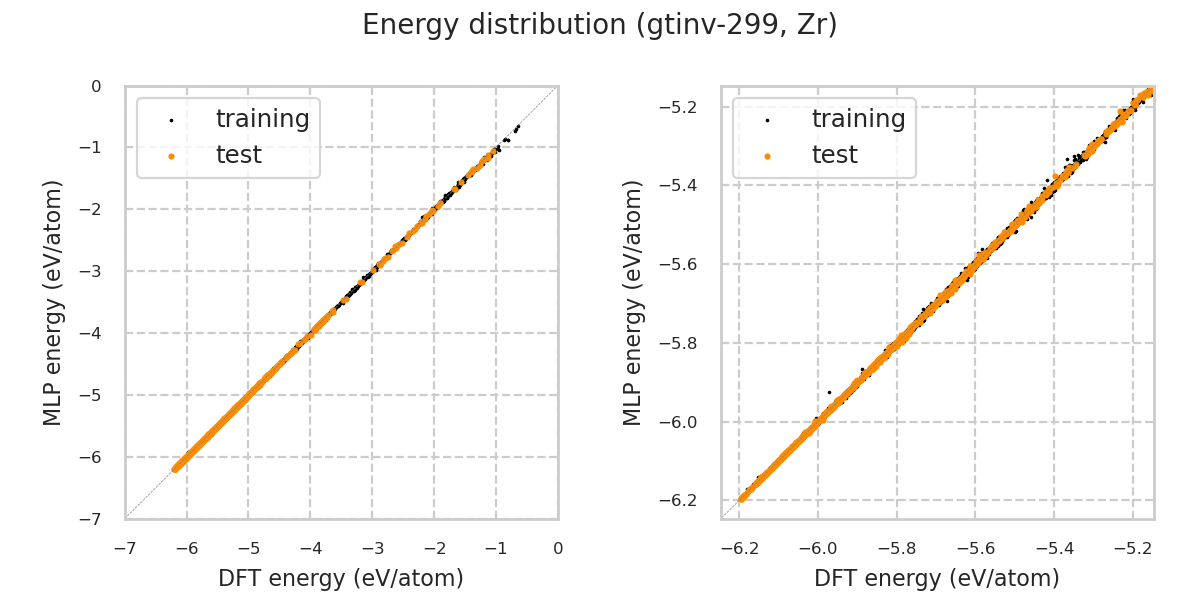 Energy distribution (gtinv-299, Zr)
training
test
0
−1
−2
−3
−4
−5
−6
−7
−7 −6 −5 −4 −3 −2 −1 0
MLP energy (eV/atom)
DFT energy (eV/atom)
training
test
−5.2
−5.4
−5.6
−5.8
−6.0
−6.2
−6.2 −6.0 −5.8 −5.6 −5.4 −5.2
MLP energy (eV/atom)
DFT energy (eV/atom)